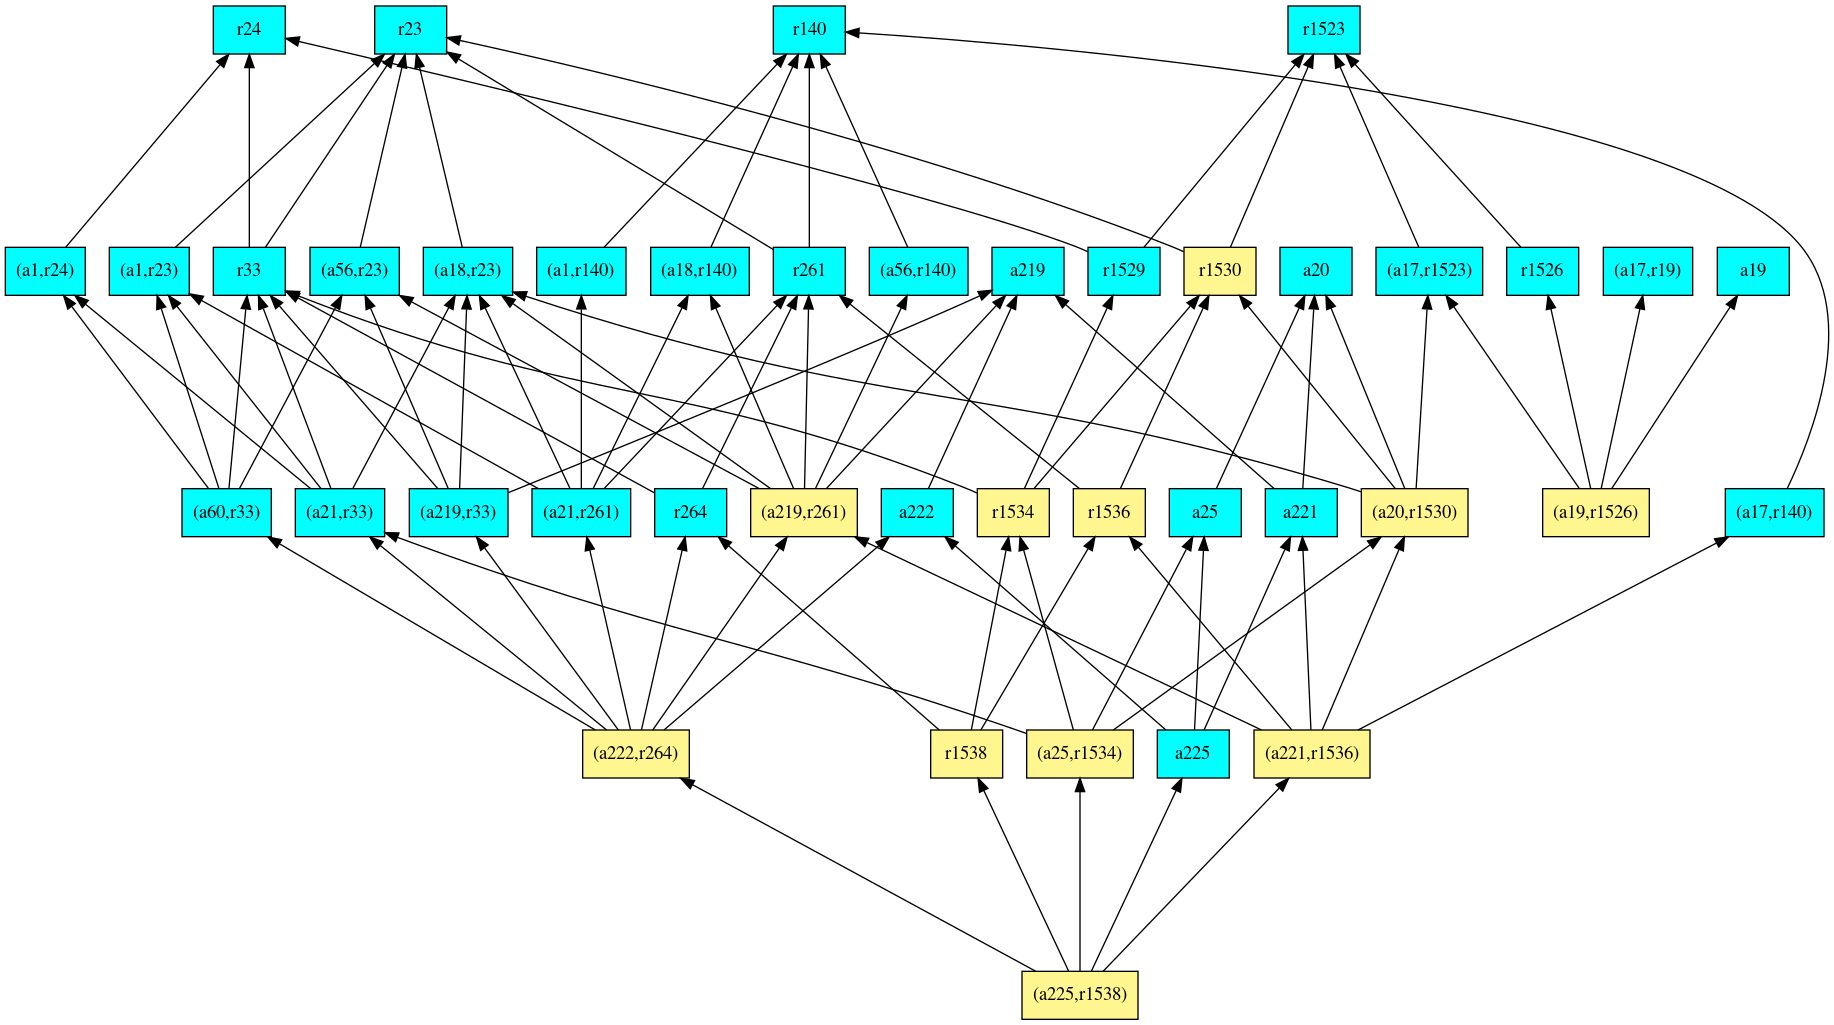 r24
r23
r140
r1523
(a1,r24)
(a1,r23)
r33
(a56,r23)
(a18,r23)
(a1,r140)
(a18,r140)
r261
(a56,r140)
a219
r1529
r1530
a20
(a17,r1523)
r1526
(a17,r19)
a19
(a60,r33)
(a21,r33)
(a219,r33)
(a21,r261)
r264
(a219,r261)
a222
r1534
r1536
a25
a221
(a20,r1530)
(a19,r1526)
(a17,r140)
(a222,r264)
r1538
(a25,r1534)
a225
(a221,r1536)
(a225,r1538)